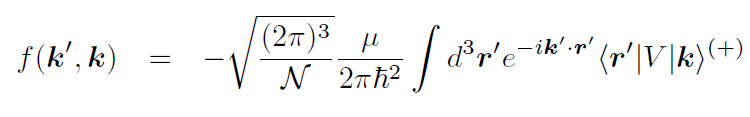 f(k′, k) = −√((2π)³/𝒩) μ/(2πℏ²) ∫ d³r′e^{−ik′·r′}⟨r′|V|k⟩^{(+)}